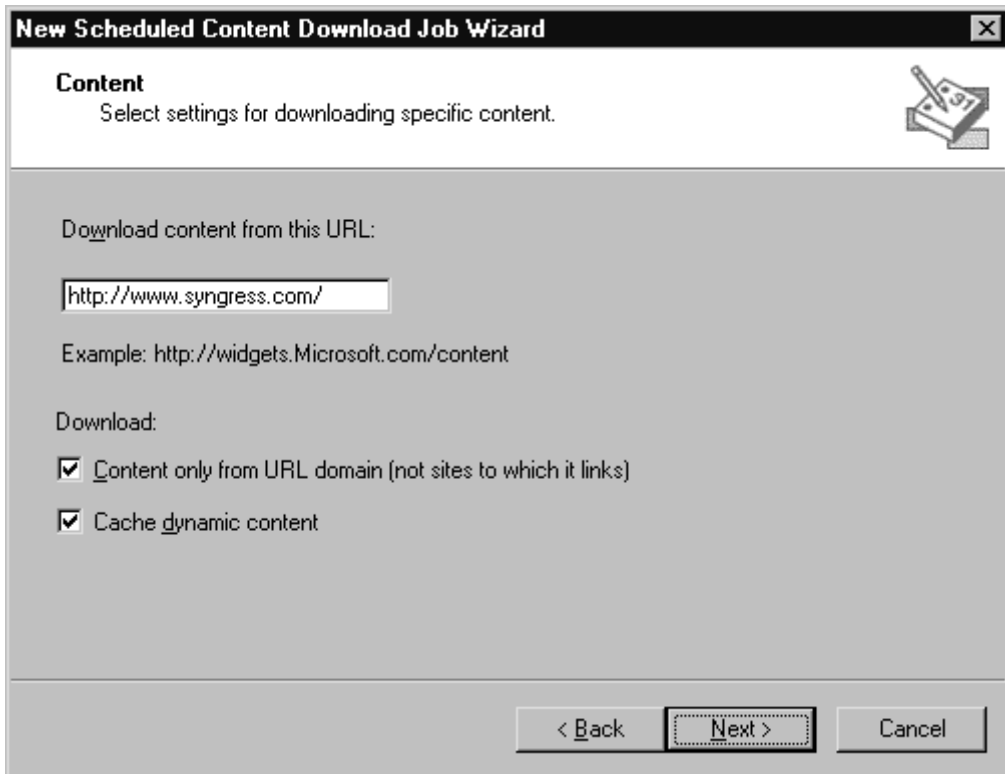 New Scheduled Content Download Job Wizard
Content
Select settings for downloading specific content.
31
Download content from this URL:
http://www.syngress.com/
Example: http://widgets.Microsoft.com/content
Download:
Content only from URL domain (not sites to which it links)
Cache dynamic content
< Back Next > Cancel